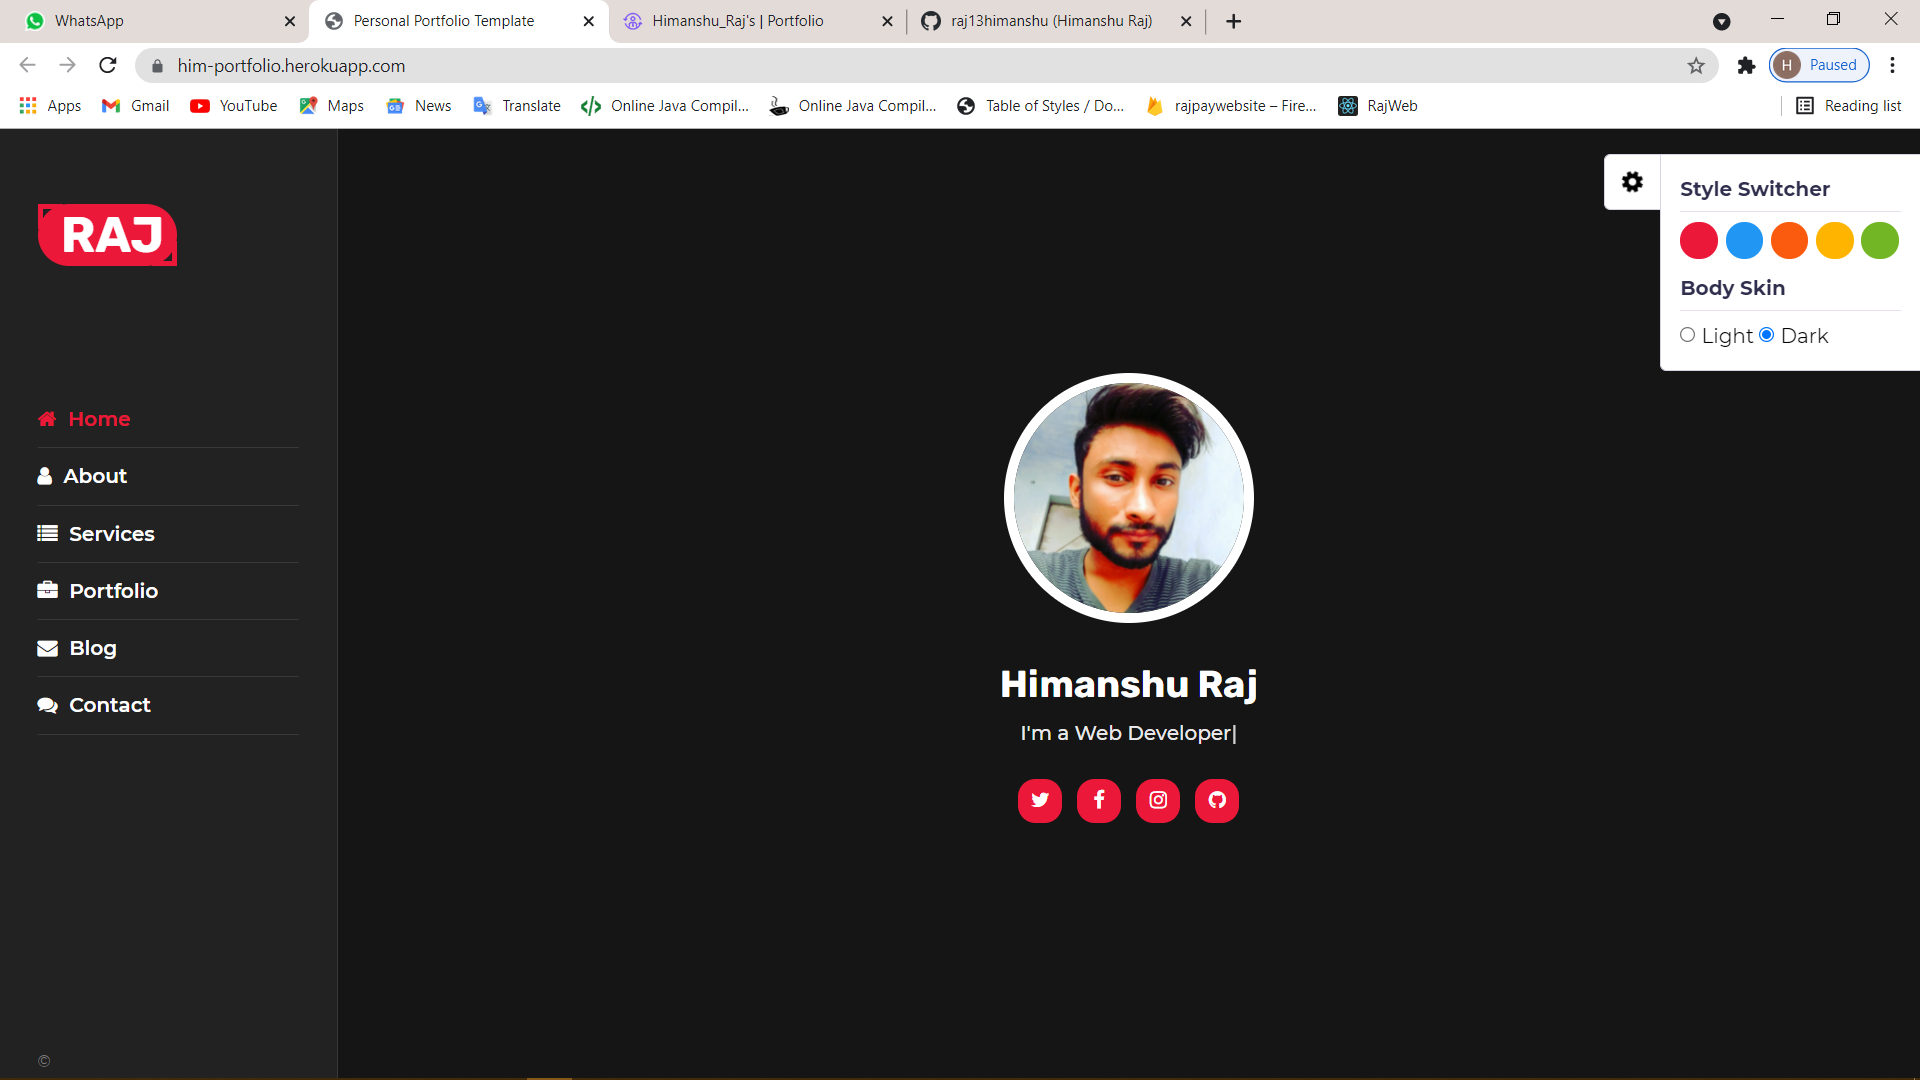 WhatsApp
Personal Portfolio Template
Himanshu_Raj's | Portfolio
raj13himanshu (Himanshu Raj)
him-portfolio.herokuapp.com
H Paused
Apps
Gmail
YouTube
Maps
News
Translate
Online Java Compil...
Online Java Compil...
Table of Styles / Do...
rajpaywebsite – Fire...
RajWeb
Reading list
RAJ
Home
About
Services
Portfolio
Blog
Contact
©
Style Switcher
Body Skin
Light Dark
Himanshu Raj
I'm a Web Developer|